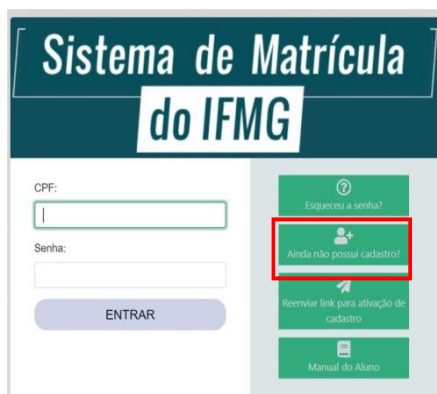 Sistema de Matrícula
do IFMG
CPF:
Senha:
ENTRAR
Esqueceu a senha?
Ainda não possui cadastro?
Reenviar link para ativação de
cadastro
Manual do Aluno